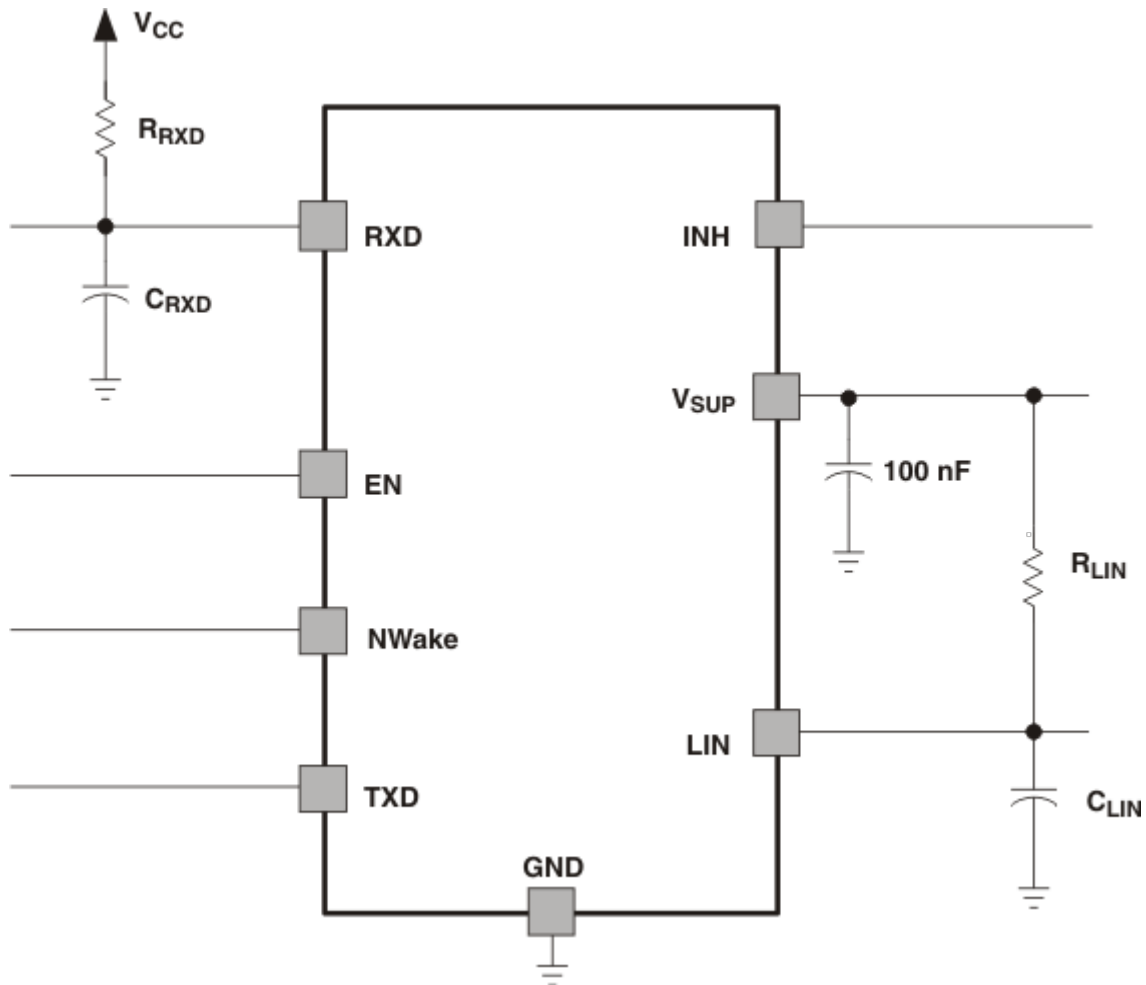 VCC
RRXD
RXD
INH
CRXD
VSUP
100 nF
EN
RLIN
NWake
LIN
TXD
CLIN
GND